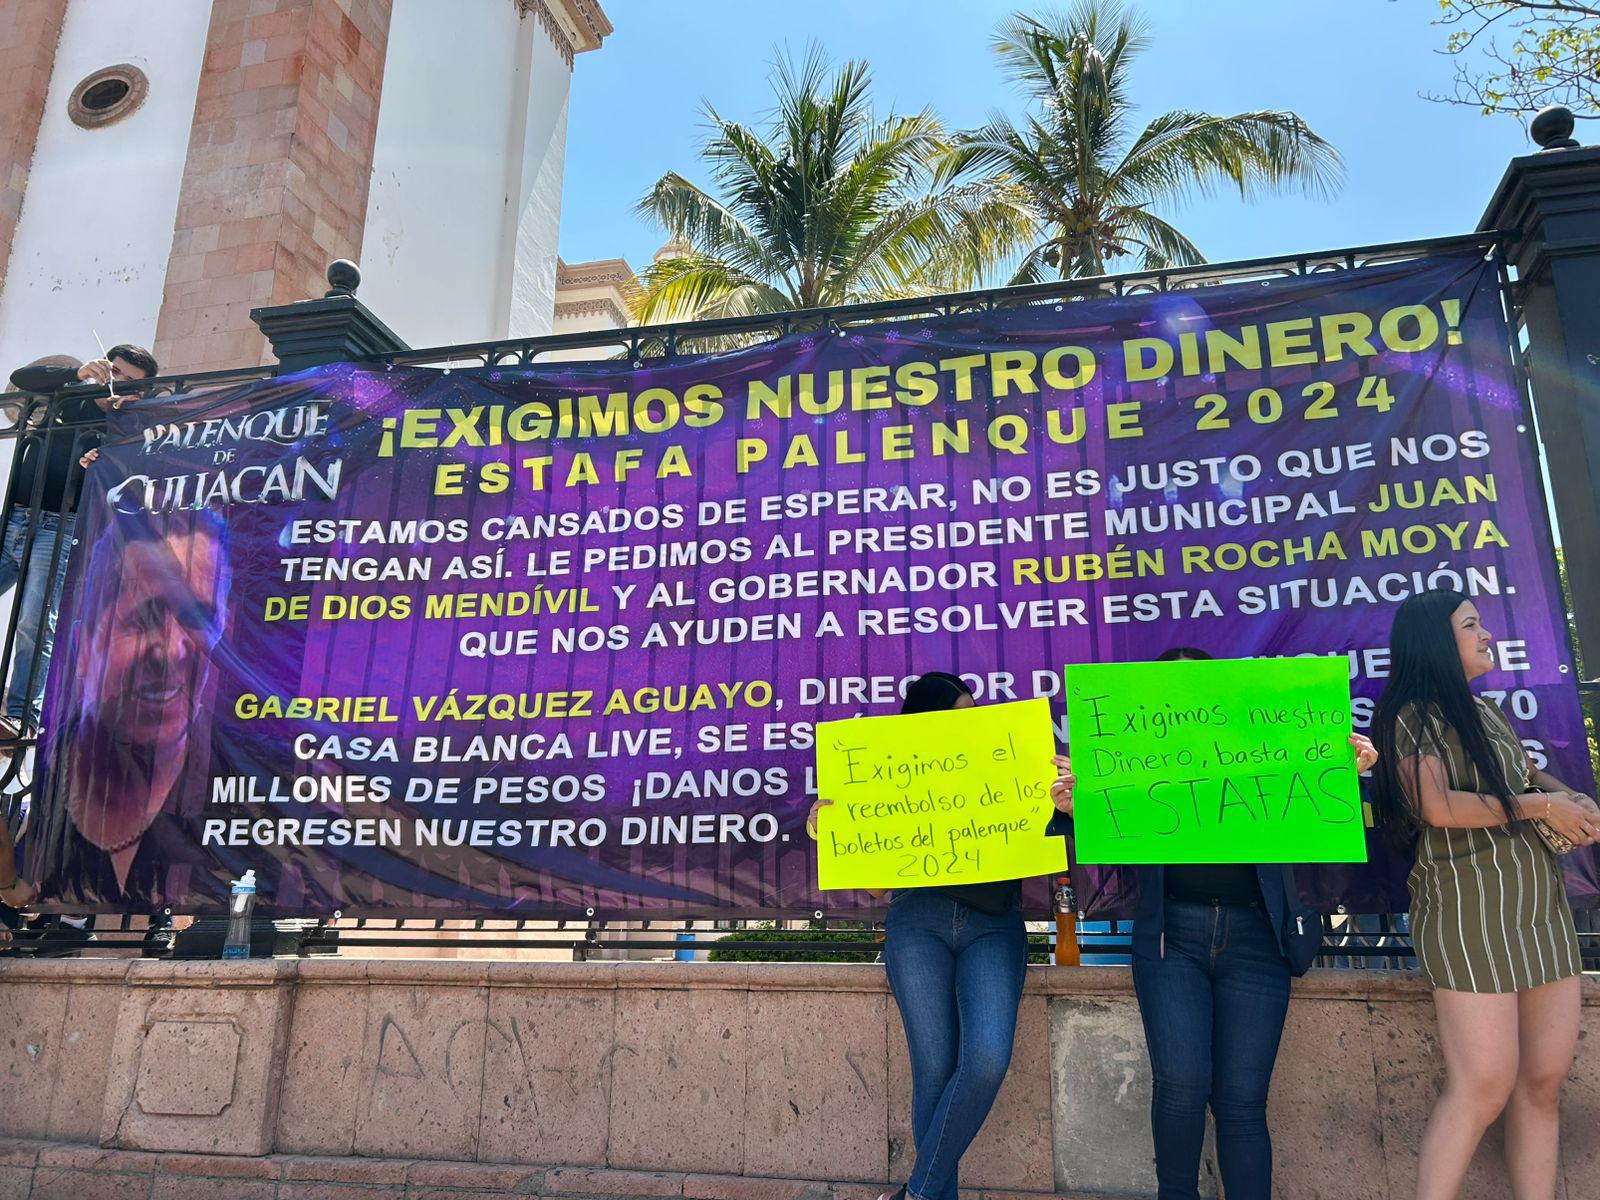 PALENQUE
DE
CULIACAN
¡EXIGIMOS NUESTRO DINERO!
ESTAFA PALENQUE 2024
ESTAMOS CANSADOS DE ESPERAR, NO ES JUSTO QUE NOS
TENGAN ASÍ. LE PEDIMOS AL PRESIDENTE MUNICIPAL JUAN
DE DIOS MENDÍVIL Y AL GOBERNADOR RUBÉN ROCHA MOYA
QUE NOS AYUDEN A RESOLVER ESTA SITUACIÓN.
GABRIEL VÁZQUEZ AGUAYO, DIRECTOR
CASA BLANCA LIVE, SE 70
MILLONES DE PESOS ¡DANOS
REGRESEN NUESTRO DINERO.
"Exigimos el
reembolso de los
boletos del palenque"
2024
"Exigimos nuestro
Dinero, basta de
ESTAFAS"